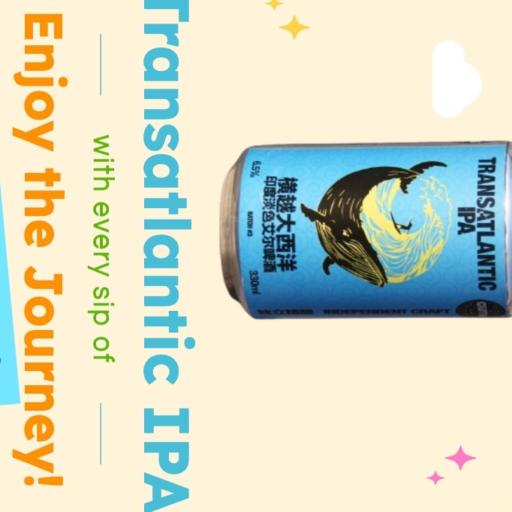 TRANSATLANTIC
IPA
INDEPENDENT CRAFT
横越大西洋
印度淡色艾尔啤酒
6.5% 330ml
Transatlantic IPA
with every sip of
Enjoy the Journey!